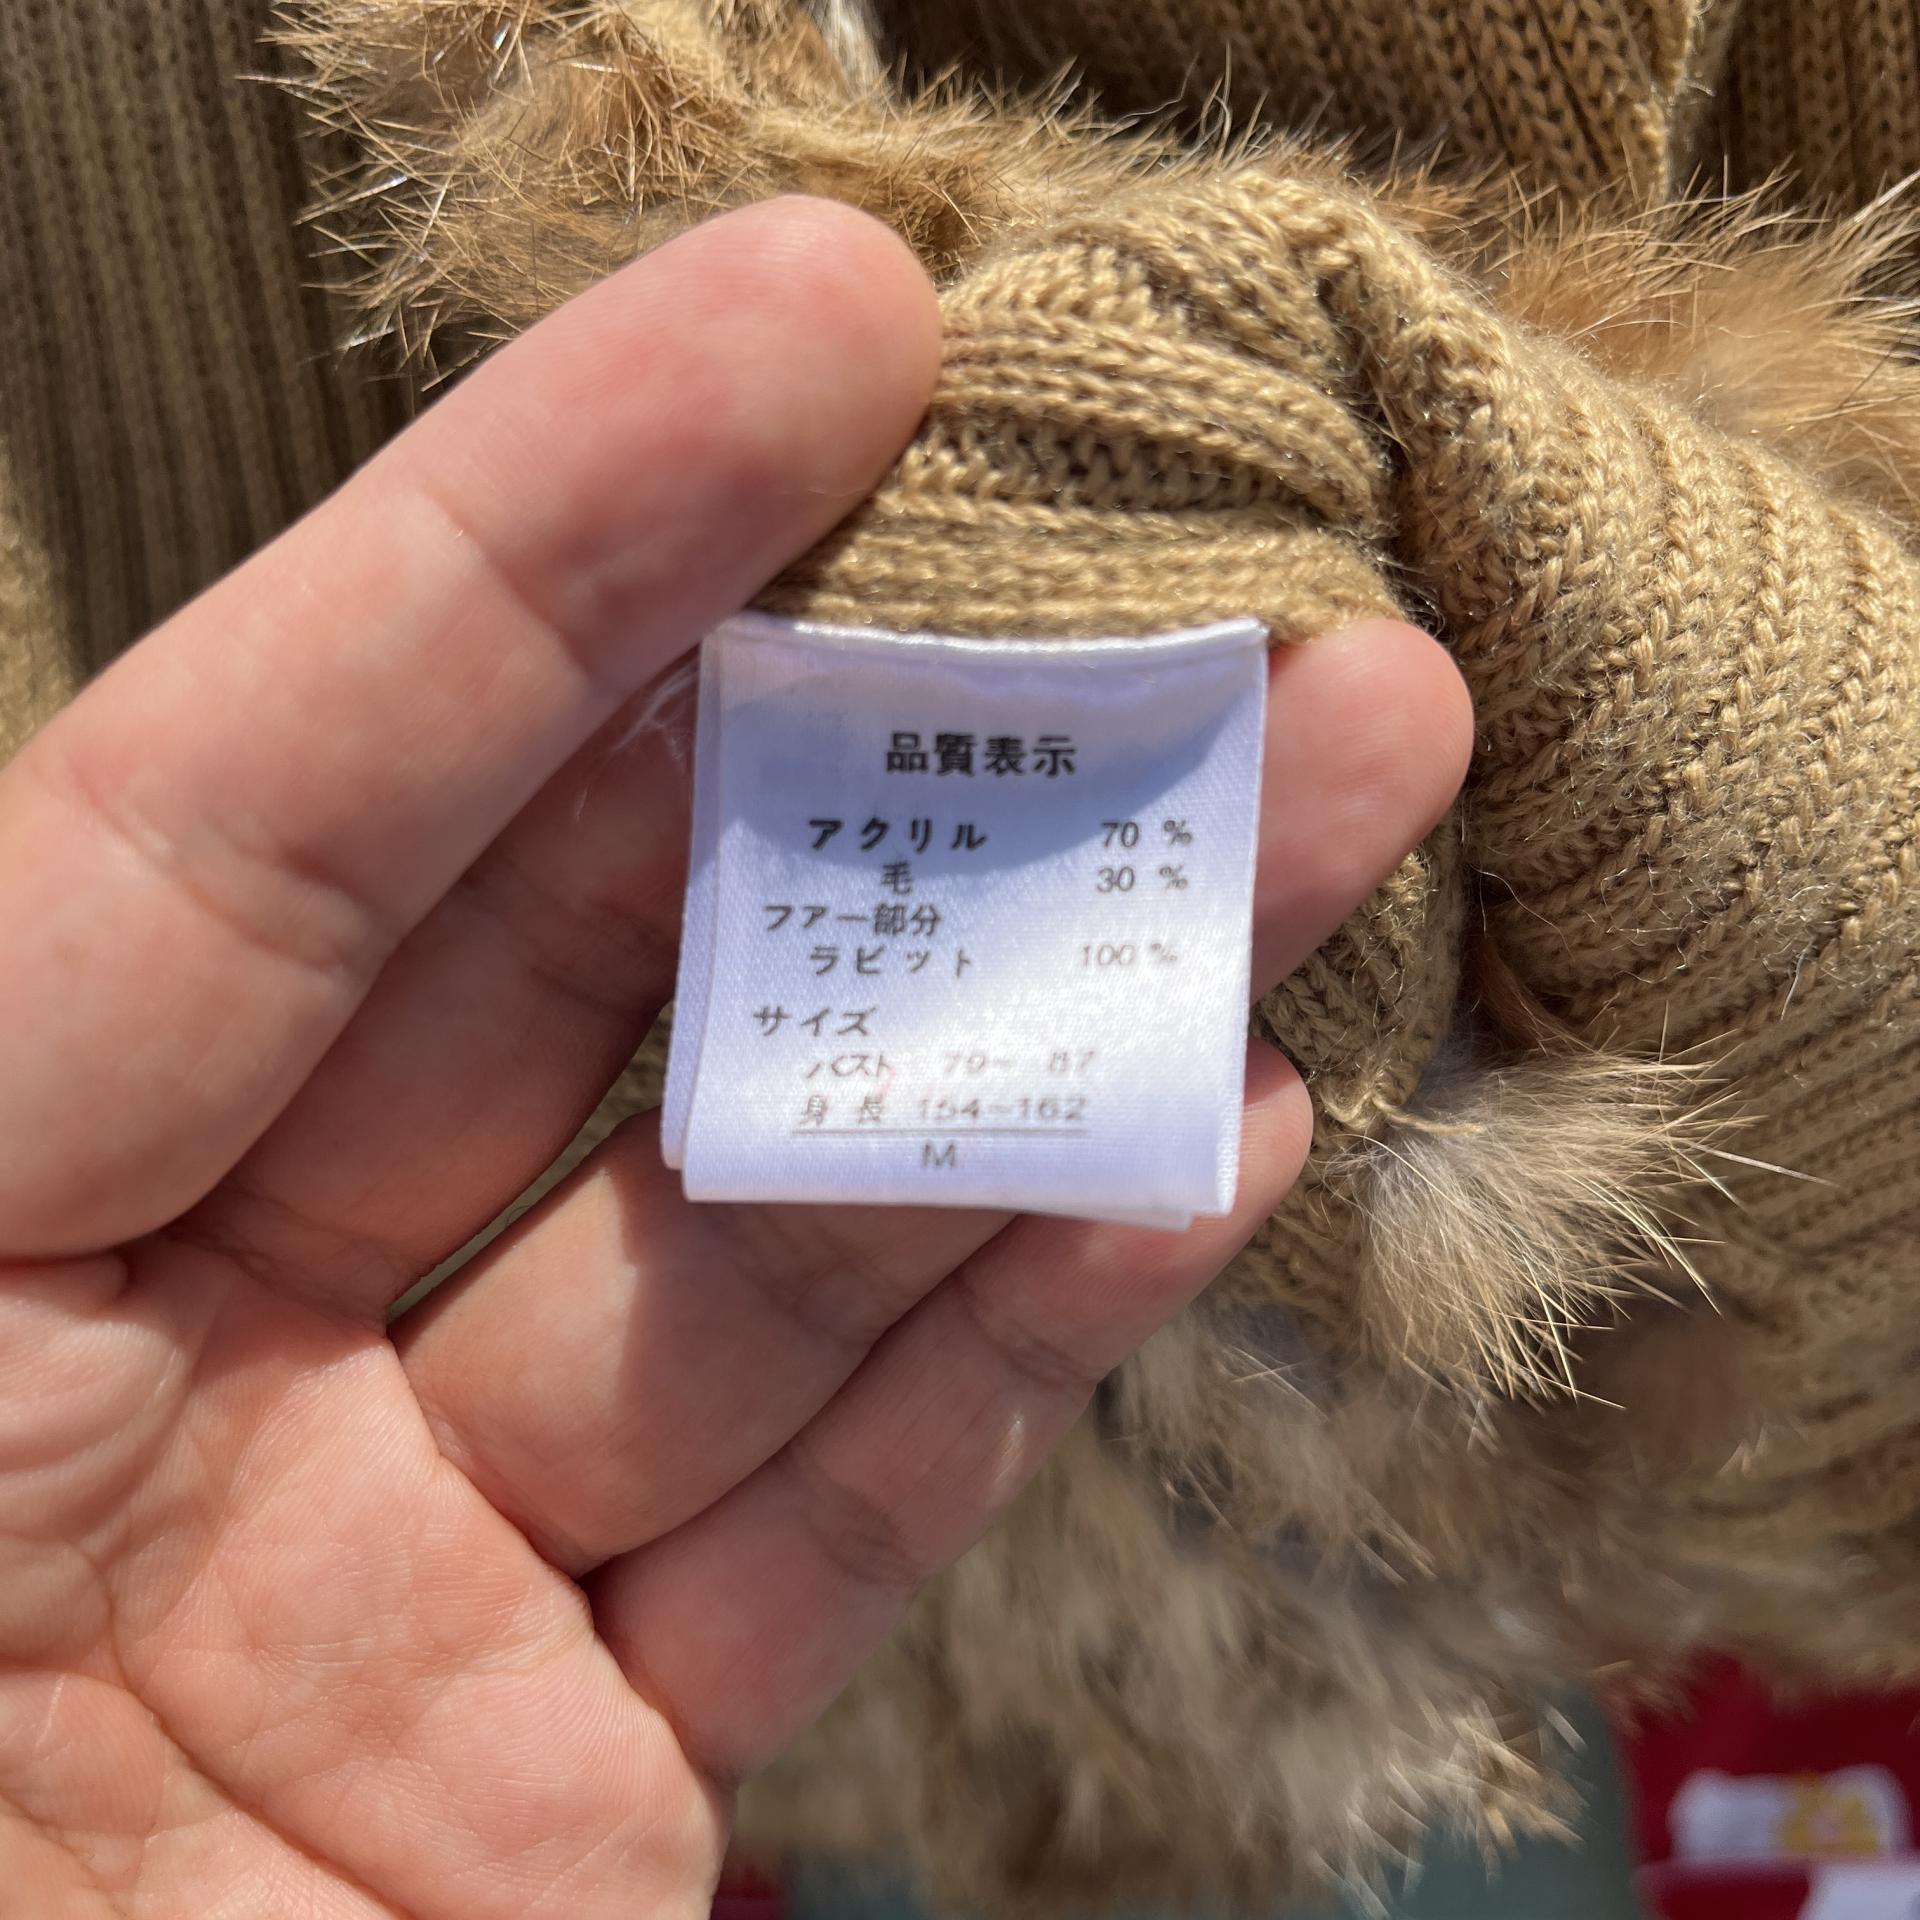 品質表示
アクリル 70 %
毛 30 %
ファー部分
ラビット 100 %
サイズ
バスト 79~ 87
身長 154~162
M